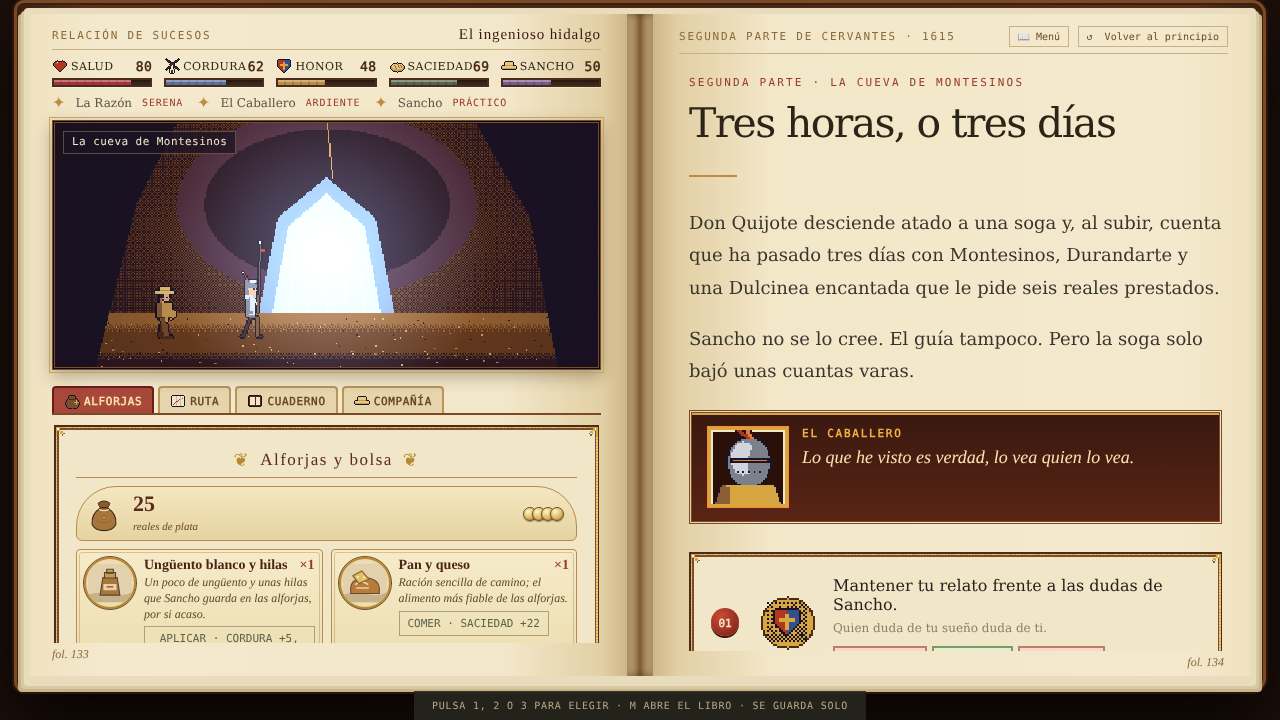 RELACIÓN DE SUCESOS
El ingenioso hidalgo
SALUD 80
CORDURA 62
HONOR 48
SACIEDAD 69
SANCHO 50
La Razón SERENA
El Caballero ARDIENTE
Sancho PRÁCTICO
La cueva de Montesinos
ALFORJAS
RUTA
CUADERNO
COMPAÑÍA
Alforjas y bolsa
25
reales de plata
Ungüento blanco y hilas ×1
Un poco de ungüento y unas hilas
que Sancho guarda en las alforjas,
por si acaso.
APLICAR · CORDURA +5,
Pan y queso ×1
Ración sencilla de camino; el
alimento más fiable de las alforjas.
COMER · SACIEDAD +22
fol. 133
SEGUNDA PARTE DE CERVANTES · 1615
Menú
↺ Volver al principio
SEGUNDA PARTE · LA CUEVA DE MONTESINOS
Tres horas, o tres días
Don Quijote desciende atado a una soga y, al subir, cuenta
que ha pasado tres días con Montesinos, Durandarte y
una Dulcinea encantada que le pide seis reales prestados.
Sancho no se lo cree. El guía tampoco. Pero la soga solo
bajó unas cuantas varas.
EL CABALLERO
Lo que he visto es verdad, lo vea quien lo vea.
01
Mantener tu relato frente a las dudas de
Sancho.
Quien duda de tu sueño duda de ti.
fol. 134
PULSA 1, 2 O 3 PARA ELEGIR · M ABRE EL LIBRO · SE GUARDA SOLO